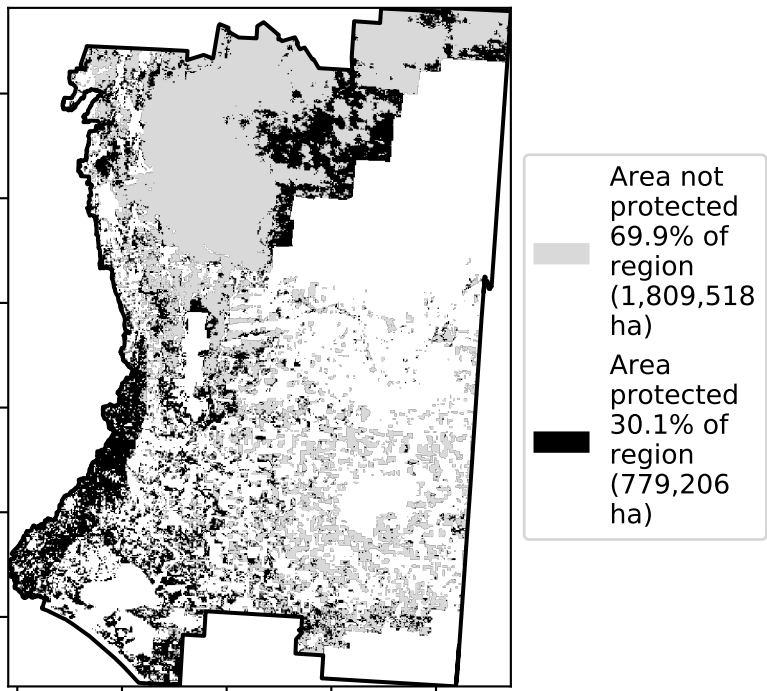 Area not
protected
69.9% of
region
(1,809,518
ha)
Area
protected
30.1% of
region
(779,206
ha)